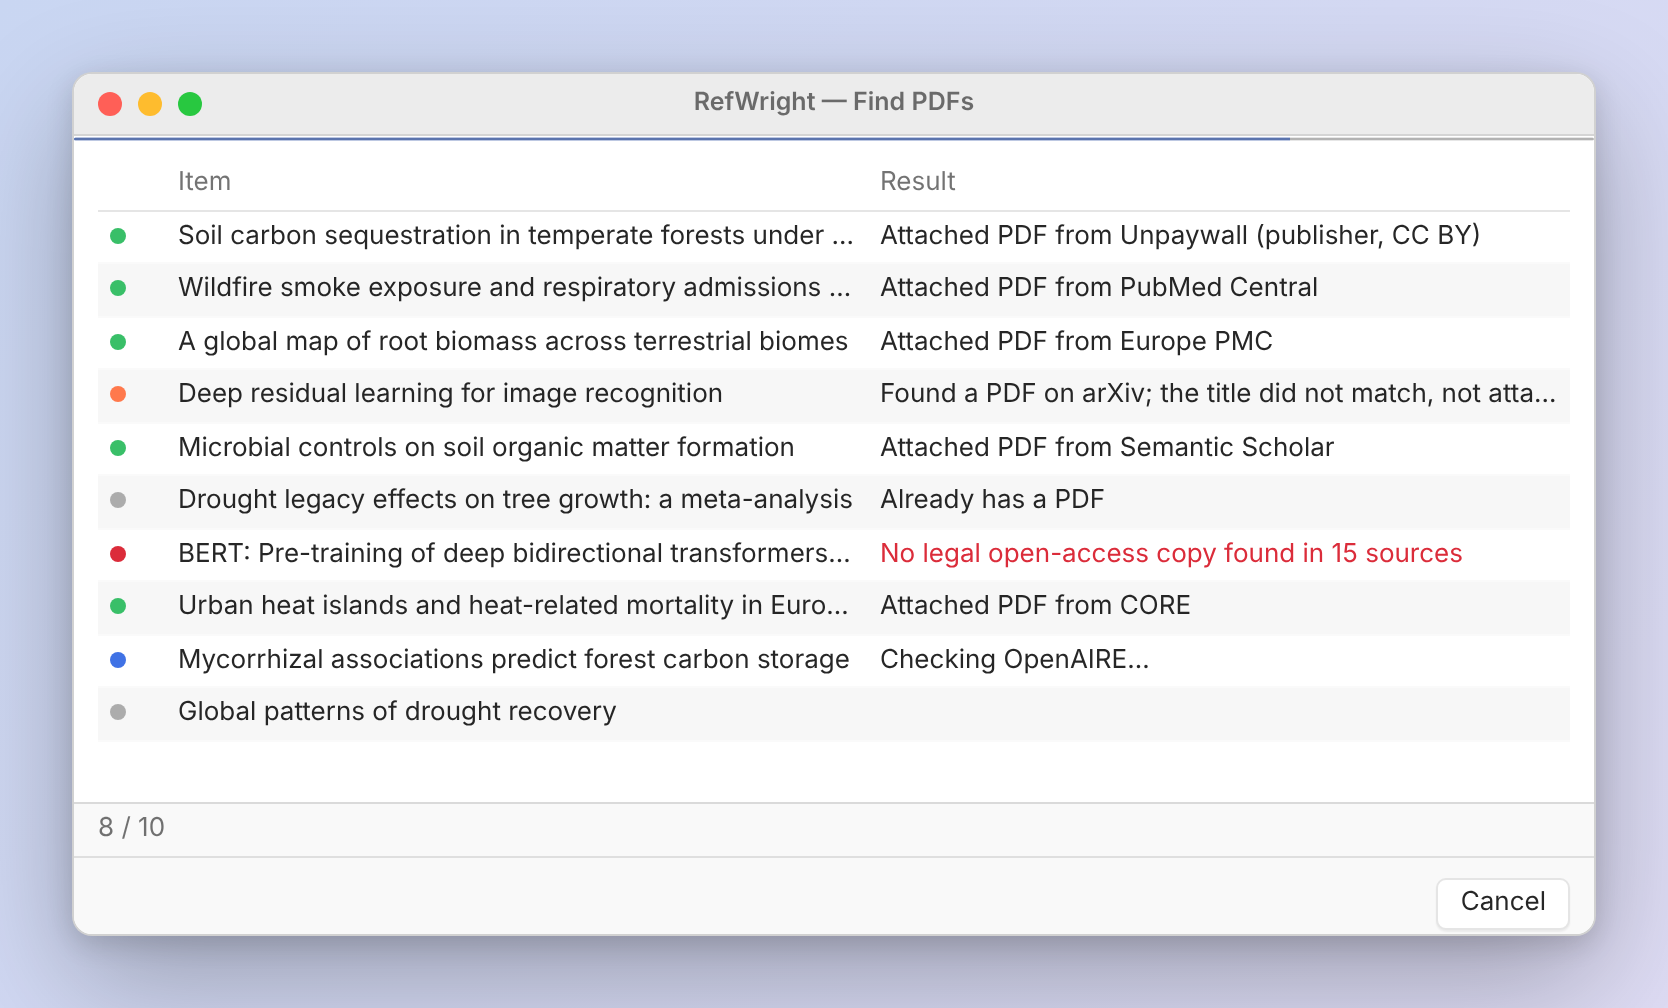 RefWright — Find PDFs
Item Result
Soil carbon sequestration in temperate forests under ... Attached PDF from Unpaywall (publisher, CC BY)
Wildfire smoke exposure and respiratory admissions ... Attached PDF from PubMed Central
A global map of root biomass across terrestrial biomes Attached PDF from Europe PMC
Deep residual learning for image recognition Found a PDF on arXiv; the title did not match, not atta...
Microbial controls on soil organic matter formation Attached PDF from Semantic Scholar
Drought legacy effects on tree growth: a meta-analysis Already has a PDF
BERT: Pre-training of deep bidirectional transformers... No legal open-access copy found in 15 sources
Urban heat islands and heat-related mortality in Euro... Attached PDF from CORE
Mycorrhizal associations predict forest carbon storage Checking OpenAIRE...
Global patterns of drought recovery
8 / 10
Cancel